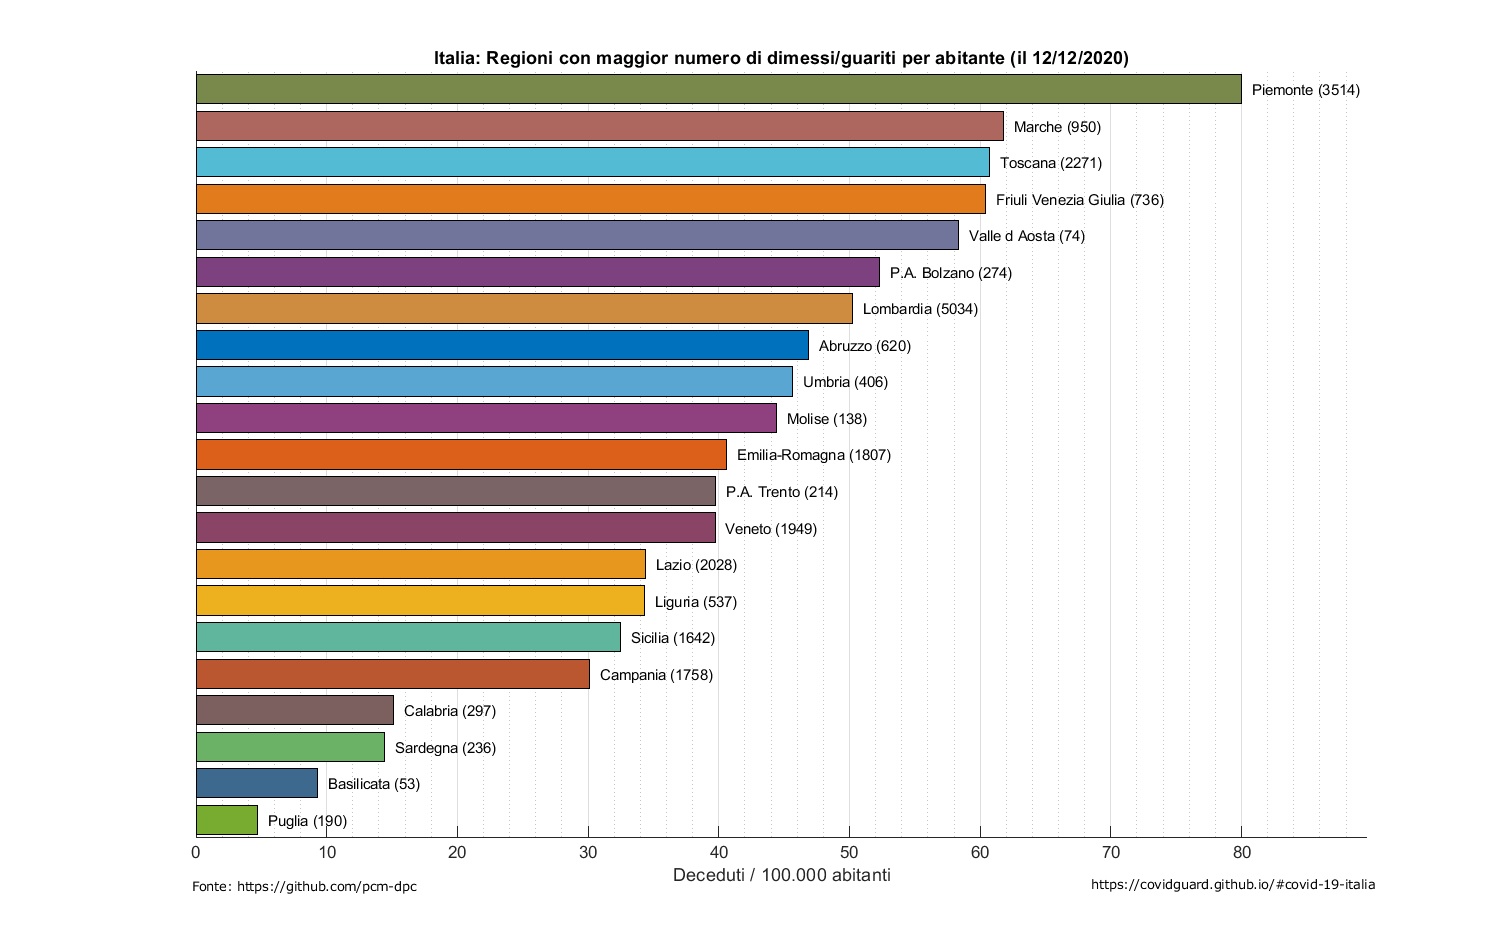 Italia: Regioni con maggior numero di dimessi/guariti per abitante (il 12/12/2020)
Piemonte (3514)
Marche (950)
Toscana (2271)
Friuli Venezia Giulia (736)
Valle d Aosta (74)
P.A. Bolzano (274)
Lombardia (5034)
Abruzzo (620)
Umbria (406)
Molise (138)
Emilia-Romagna (1807)
P.A. Trento (214)
Veneto (1949)
Lazio (2028)
Liguria (537)
Sicilia (1642)
Campania (1758)
Calabria (297)
Sardegna (236)
Basilicata (53)
Puglia (190)
0 10 20 30 40 50 60 70 80
Deceduti / 100.000 abitanti
Fonte: https://github.com/pcm-dpc
https://covidguard.github.io/#covid-19-italia